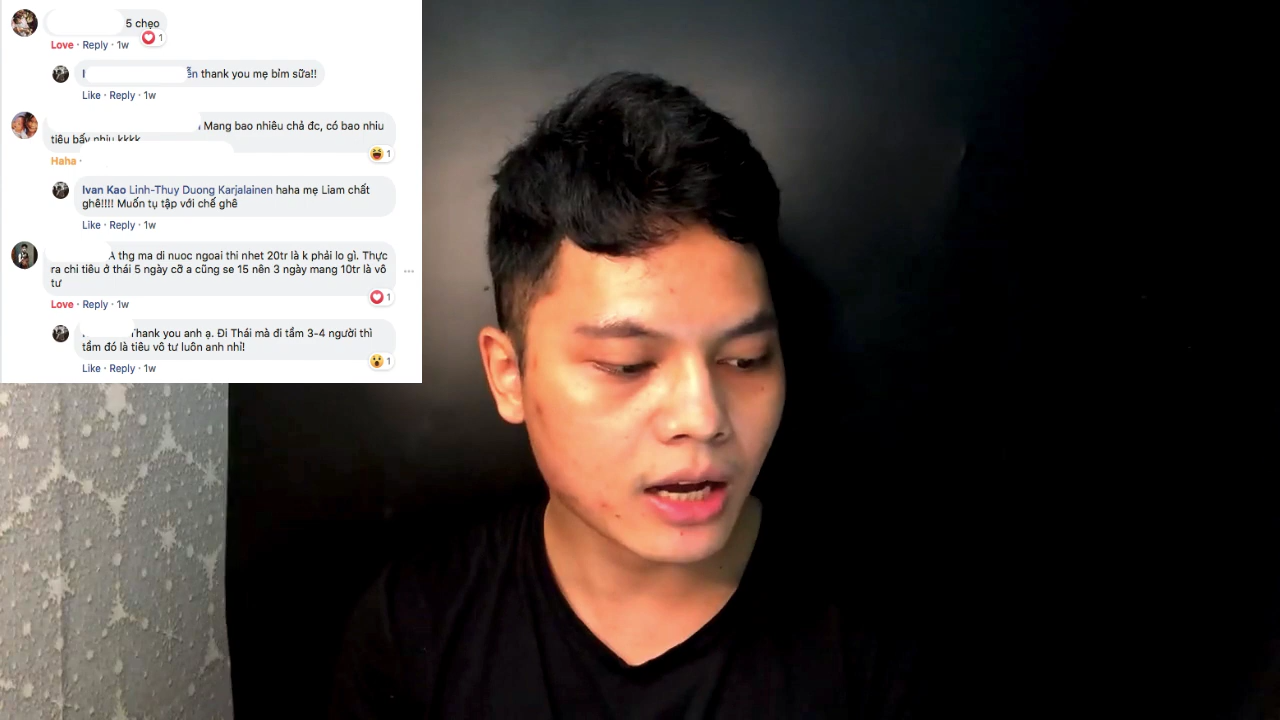 5 chẹo
Love · Reply · 1w
1
thank you mẹ bỉm sữa!!
Like · Reply · 1w
Mang bao nhiêu chả đc, có bao nhiu
tiêu bấy nhiu kkkk
Haha ·
1
Ivan Kao Linh-Thuy Duong Karjalainen haha mẹ Liam chất
ghê!!!! Muốn tụ tập với chế ghê
Like · Reply · 1w
thg ma di nuoc ngoai thi nhet 20tr là k phải lo gì. Thực
ra chi tiêu ở thái 5 ngày cỡ a cũng se 15 nên 3 ngày mang 10tr là vô
tư
Love · Reply · 1w
1
Thank you anh ạ. Đi Thái mà đi tầm 3-4 người thì
tầm đó là tiêu vô tư luôn anh nhỉ!
1
Like · Reply · 1w